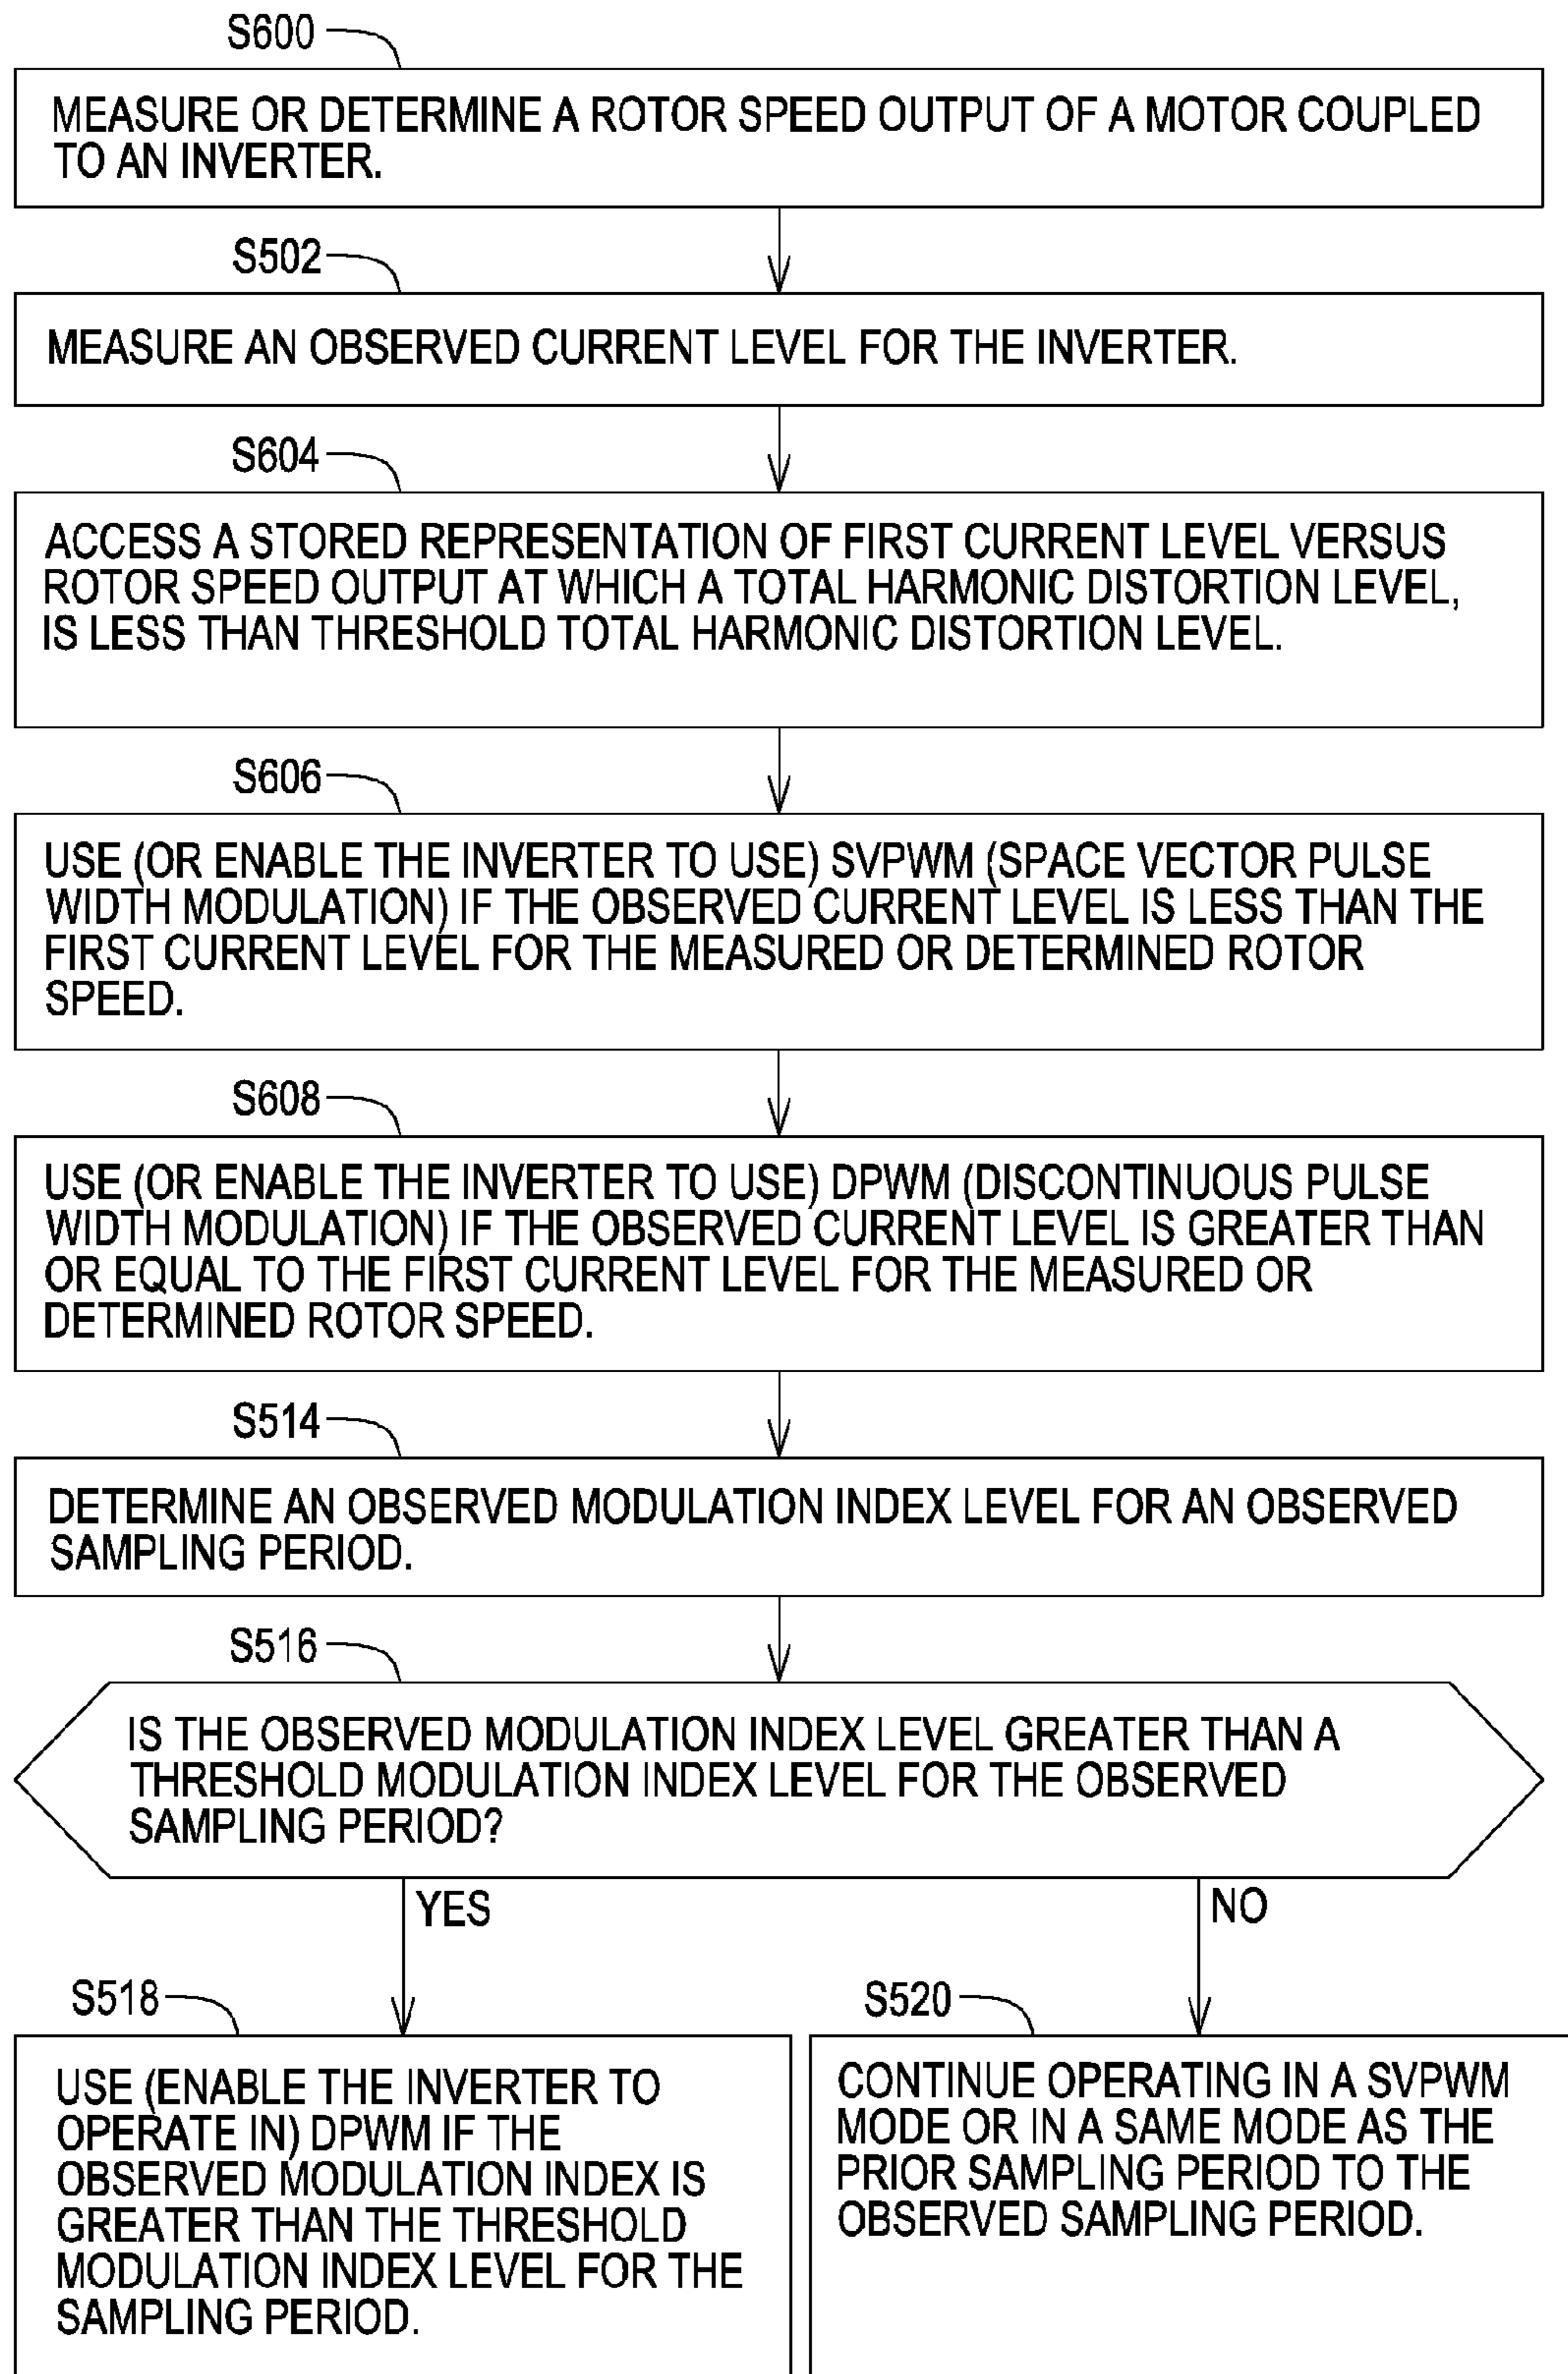 S600
MEASURE OR DETERMINE A ROTOR SPEED OUTPUT OF A MOTOR COUPLED
TO AN INVERTER.
S502
MEASURE AN OBSERVED CURRENT LEVEL FOR THE INVERTER.
S604
ACCESS A STORED REPRESENTATION OF FIRST CURRENT LEVEL VERSUS
ROTOR SPEED OUTPUT AT WHICH A TOTAL HARMONIC DISTORTION LEVEL,
IS LESS THAN THRESHOLD TOTAL HARMONIC DISTORTION LEVEL.
S606
USE (OR ENABLE THE INVERTER TO USE) SVPWM (SPACE VECTOR PULSE
WIDTH MODULATION) IF THE OBSERVED CURRENT LEVEL IS LESS THAN THE
FIRST CURRENT LEVEL FOR THE MEASURED OR DETERMINED ROTOR
SPEED.
S608
USE (OR ENABLE THE INVERTER TO USE) DPWM (DISCONTINUOUS PULSE
WIDTH MODULATION) IF THE OBSERVED CURRENT LEVEL IS GREATER THAN
OR EQUAL TO THE FIRST CURRENT LEVEL FOR THE MEASURED OR
DETERMINED ROTOR SPEED.
S514
DETERMINE AN OBSERVED MODULATION INDEX LEVEL FOR AN OBSERVED
SAMPLING PERIOD.
S516
IS THE OBSERVED MODULATION INDEX LEVEL GREATER THAN A
THRESHOLD MODULATION INDEX LEVEL FOR THE OBSERVED
SAMPLING PERIOD?
YES
NO
S518
USE (ENABLE THE INVERTER TO
OPERATE IN) DPWM IF THE
OBSERVED MODULATION INDEX IS
GREATER THAN THE THRESHOLD
MODULATION INDEX LEVEL FOR THE
SAMPLING PERIOD.
S520
CONTINUE OPERATING IN A SVPWM
MODE OR IN A SAME MODE AS THE
PRIOR SAMPLING PERIOD TO THE
OBSERVED SAMPLING PERIOD.